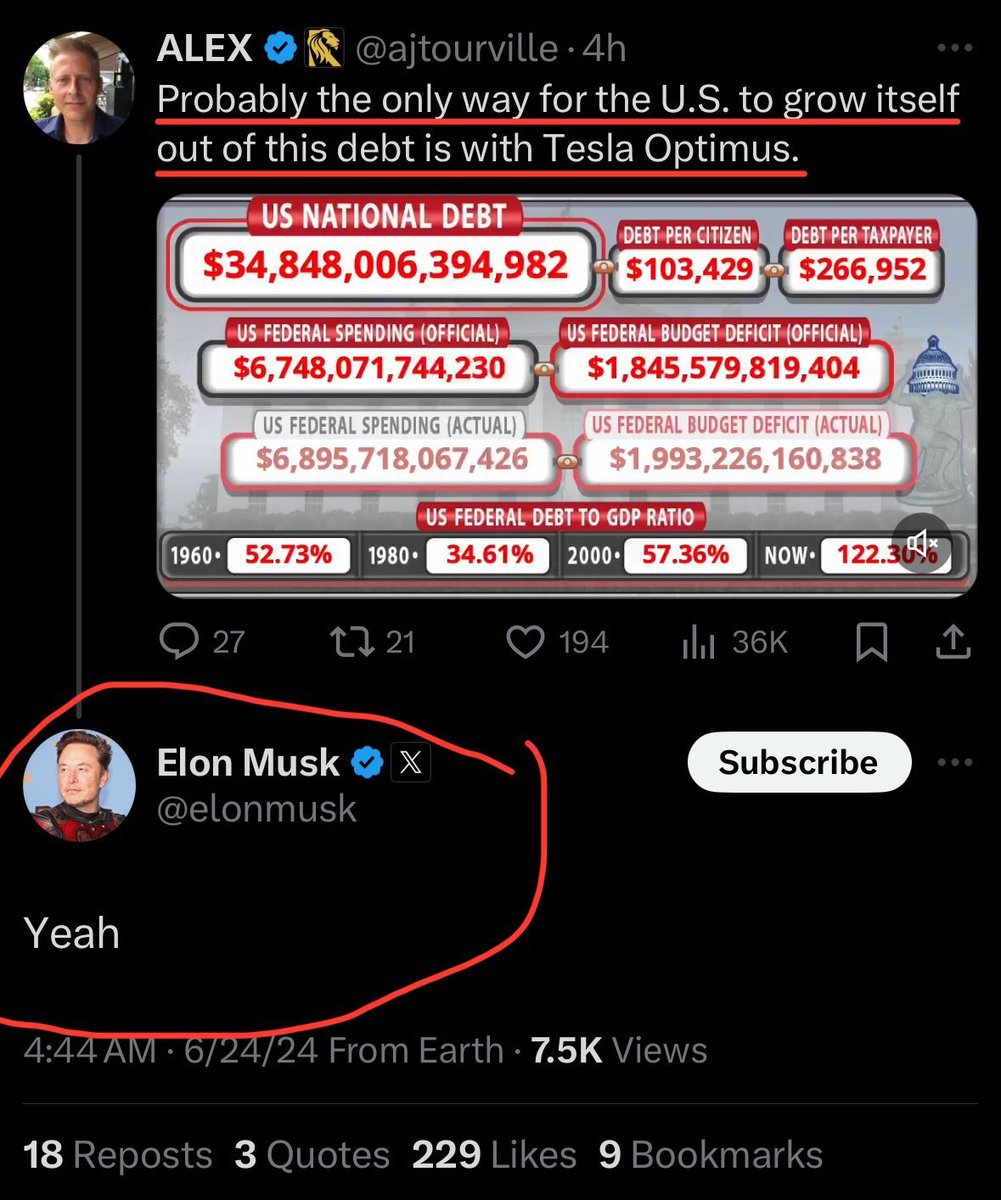 ALEX @ajtourville · 4h
Probably the only way for the U.S. to grow itself
out of this debt is with Tesla Optimus.
US NATIONAL DEBT
$34,848,006,394,982
DEBT PER CITIZEN
$103,429
DEBT PER TAXPAYER
$266,952
US FEDERAL SPENDING (OFFICIAL)
$6,748,071,744,230
US FEDERAL BUDGET DEFICIT (OFFICIAL)
$1,845,579,819,404
US FEDERAL SPENDING (ACTUAL)
$6,895,718,067,426
US FEDERAL BUDGET DEFICIT (ACTUAL)
$1,993,226,160,838
US FEDERAL DEBT TO GDP RATIO
1960• 52.73% 1980• 34.61% 2000• 57.36% NOW• 122.30%
27 21 194 36K
Elon Musk X
@elonmusk
Subscribe
Yeah
4:44 AM · 6/24/24 From Earth · 7.5K Views
18 Reposts 3 Quotes 229 Likes 9 Bookmarks